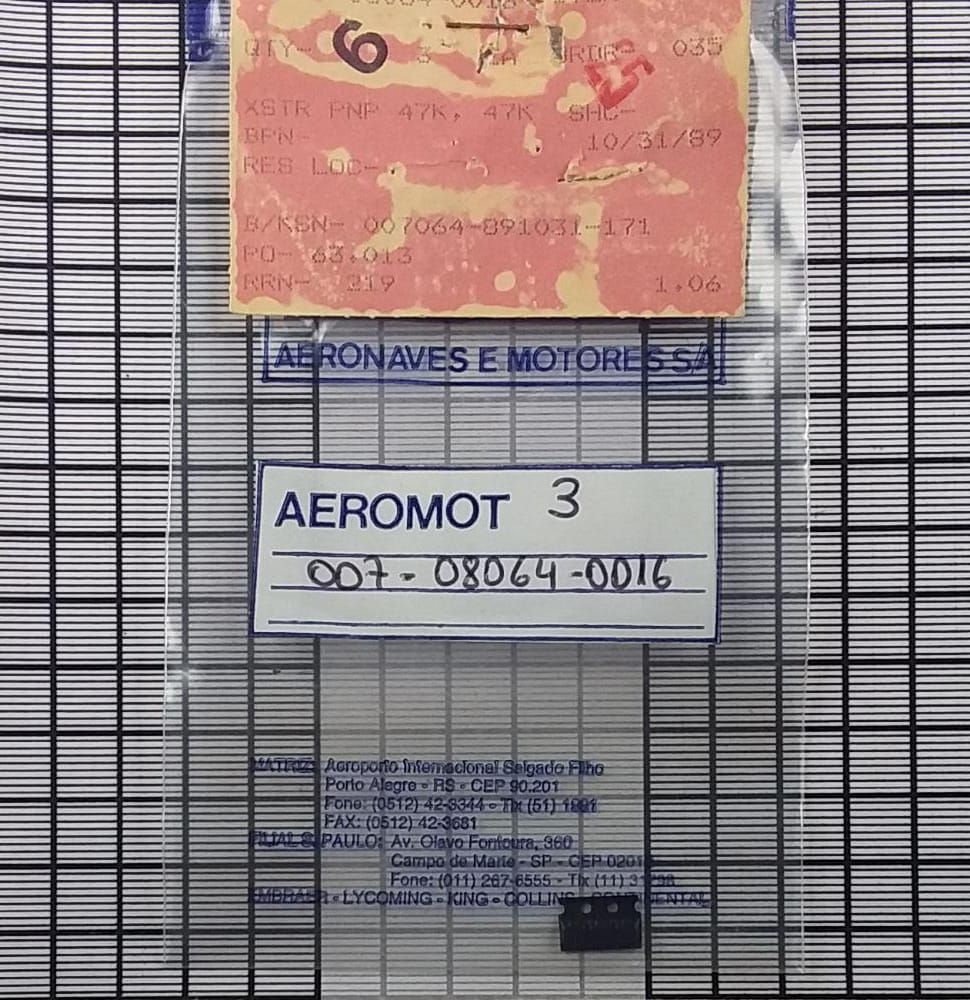 QTY- 6 3 EA ORDR- 035
XSTR PNP 47K, 47K SHC-
BPN- 10/31/89
RES LOC-
B/KSN- 007064-891031-171
PO- 63.013
RRN- 219 1.06
AERONAVES E MOTORES S/A
AEROMOT 3
007-08064-0016
MATRIZ: Aeroporto Internacional Salgado Filho
Porto Alegre - RS - CEP 90.201
Fone: (0512) 42-3344 - Tlx (51) 1991
FAX: (0512) 42-3681
FILIAL S. PAULO: Av. Olavo Fontoura, 360
Campo de Marte - SP - CEP
Fone: (011) 267-6555 - Tlx (11)
EMBRAER - LYCOMING - KING - COLLINS - CONTINENTAL